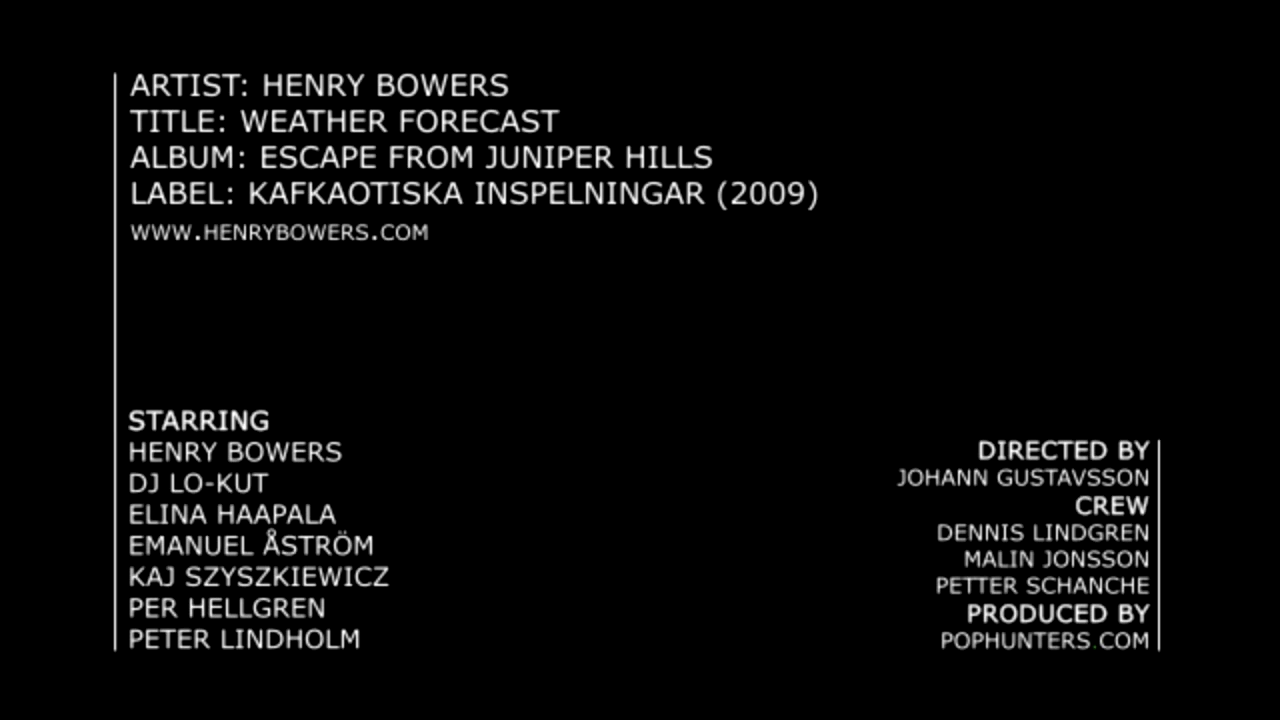 ARTIST: HENRY BOWERS
TITLE: WEATHER FORECAST
ALBUM: ESCAPE FROM JUNIPER HILLS
LABEL: KAFKAOTISKA INSPELNINGAR (2009)
WWW.HENRYBOWERS.COM
STARRING
HENRY BOWERS
DJ LO-KUT
ELINA HAAPALA
EMANUEL ÅSTRÖM
KAJ SZYSZKIEWICZ
PER HELLGREN
PETER LINDHOLM
DIRECTED BY
JOHANN GUSTAVSSON
CREW
DENNIS LINDGREN
MALIN JONSSON
PETTER SCHANCHE
PRODUCED BY
POPHUNTERS.COM